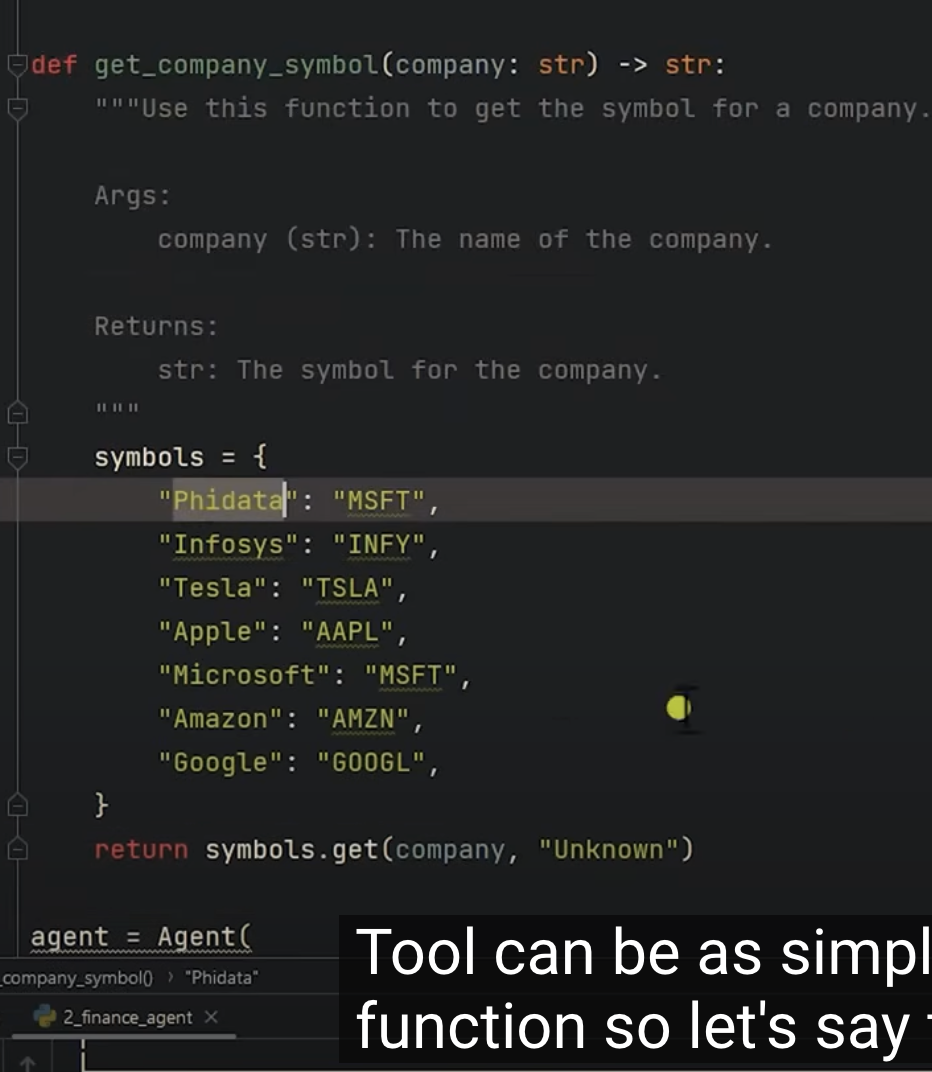 def get_company_symbol(company: str) -> str:
    """Use this function to get the symbol for a company.
    Args:
        company (str): The name of the company.
    Returns:
        str: The symbol for the company.
    """
    symbols = {
        "Phidata": "MSFT",
        "Infosys": "INFY",
        "Tesla": "TSLA",
        "Apple": "AAPL",
        "Microsoft": "MSFT",
        "Amazon": "AMZN",
        "Google": "GOOGL",
    }
    return symbols.get(company, "Unknown")
agent = Agent(
_company_symbol() › "Phidata"
2_finance_agent ×
Tool can be as simpl
function so let's say